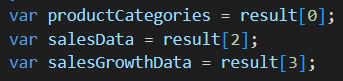 var productCategories = result[0];
var salesData = result[2];
var salesGrowthData = result[3];